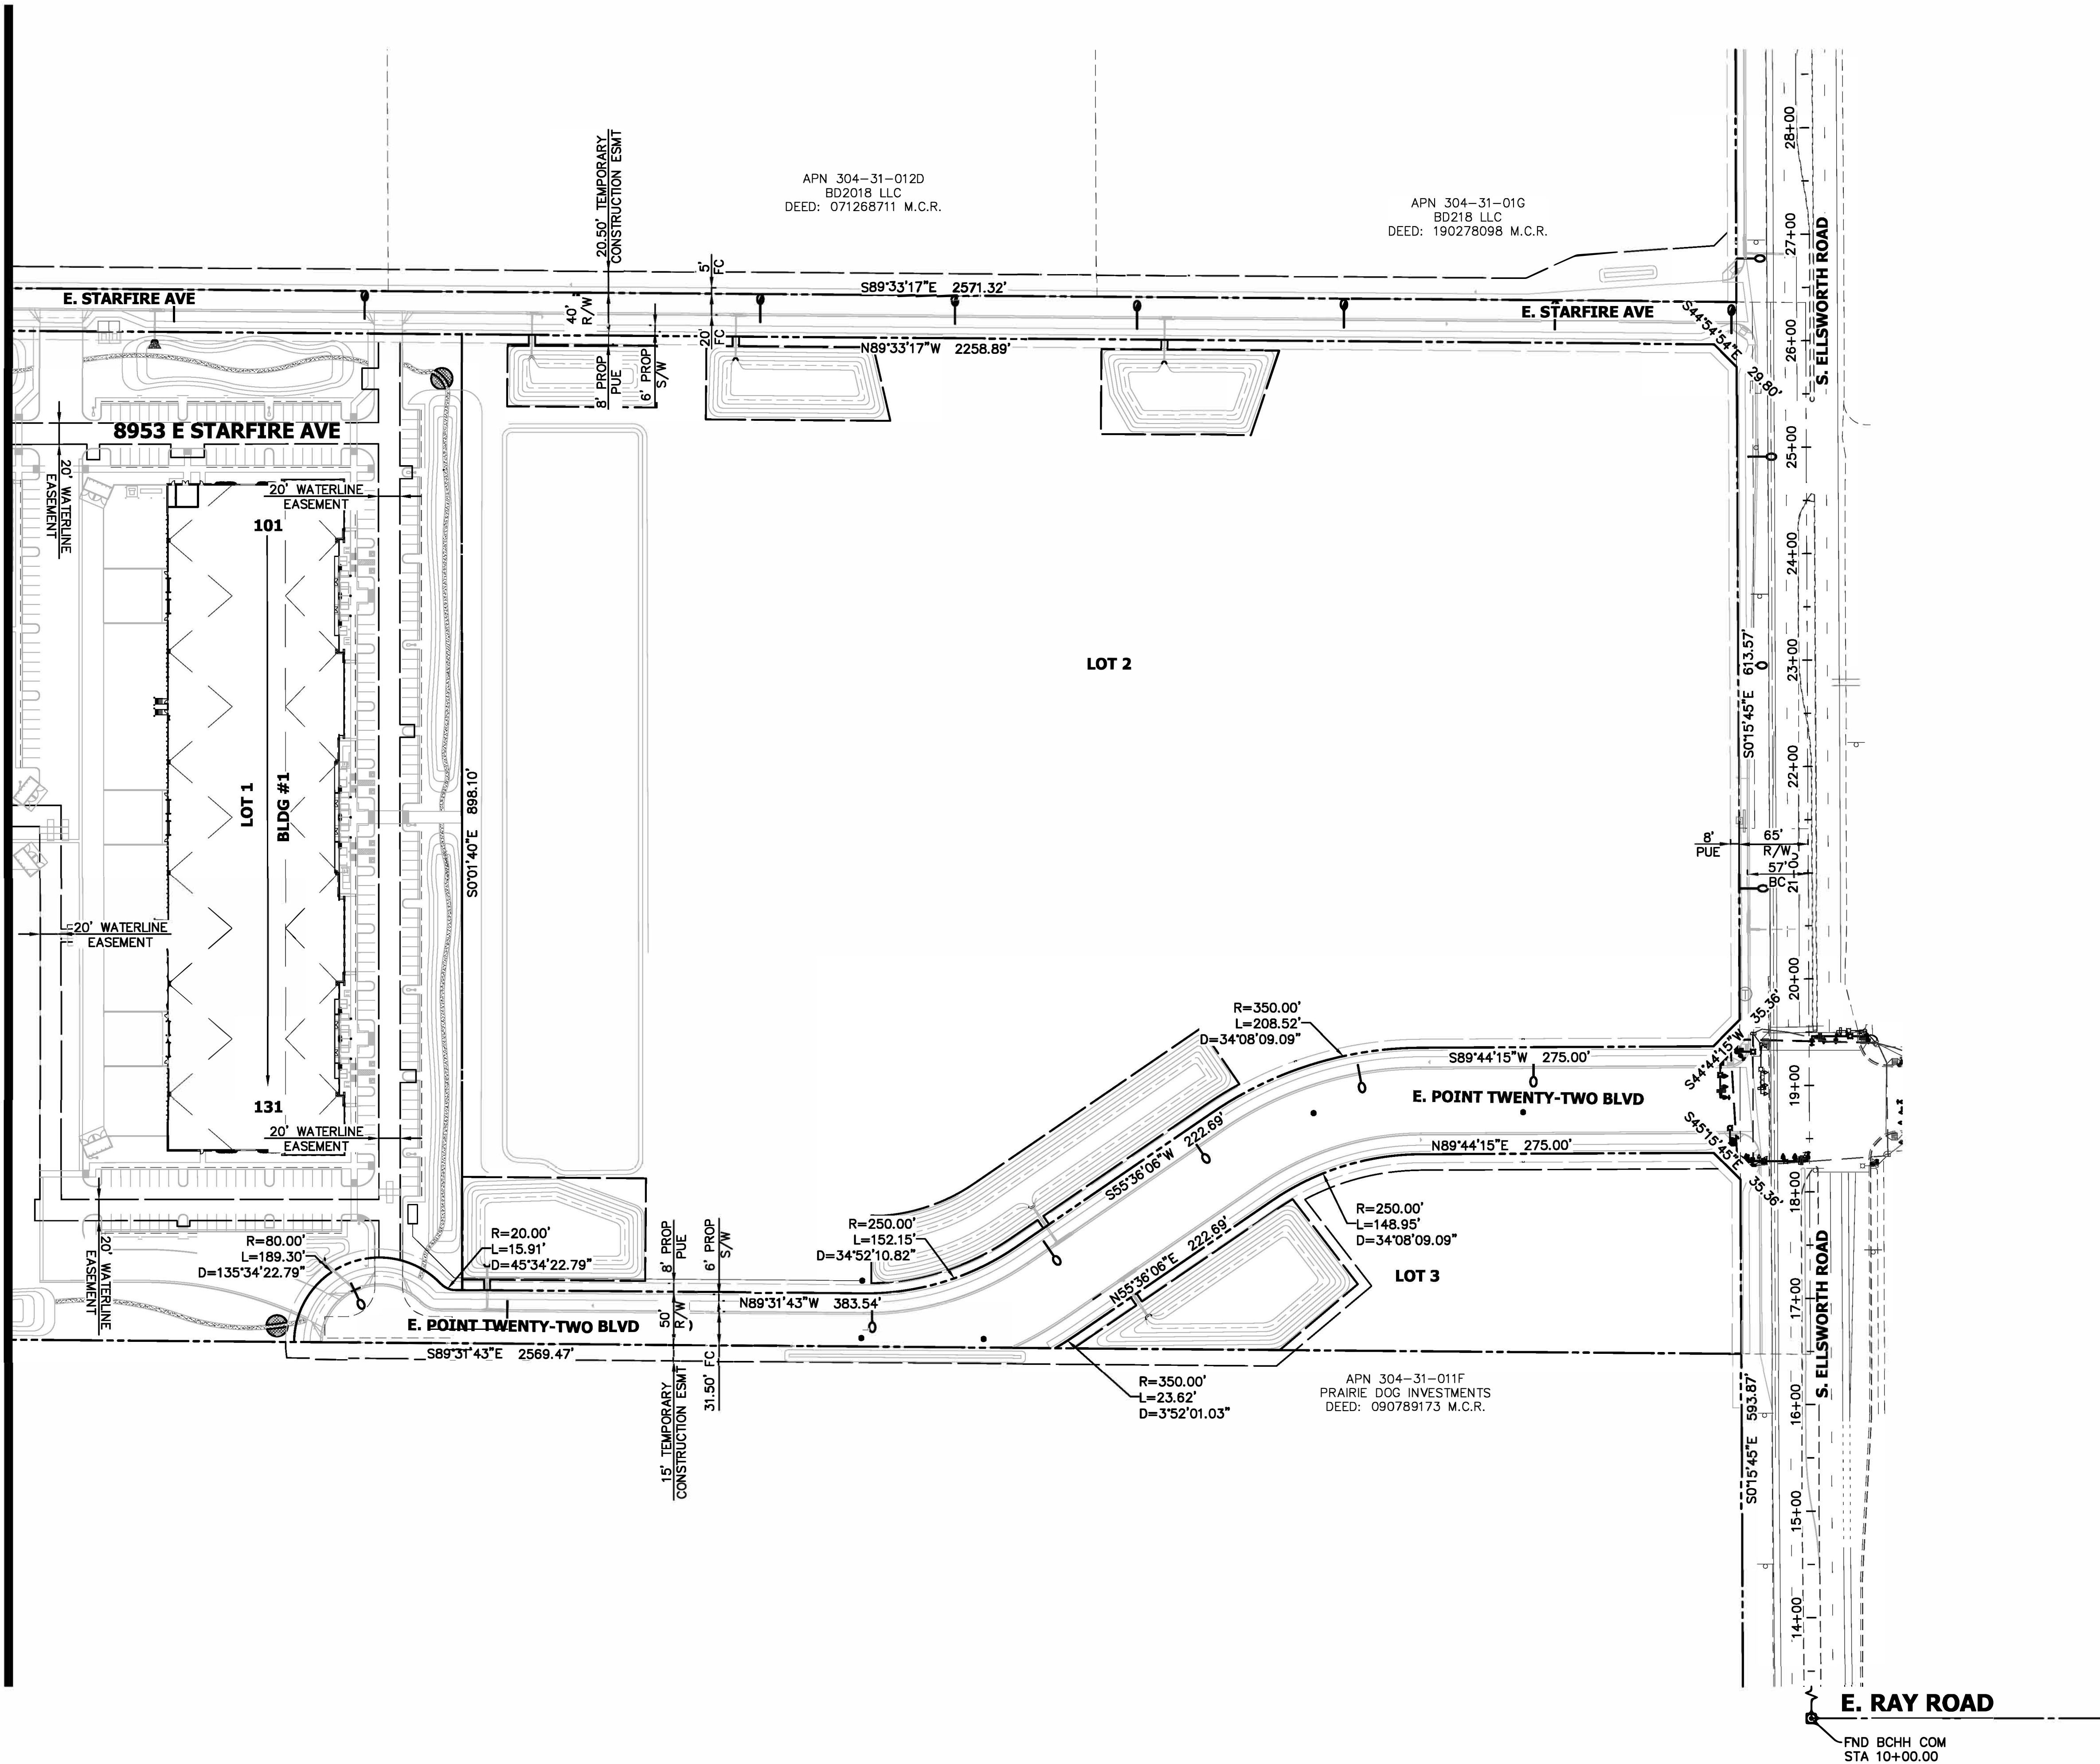 20.50' TEMPORARY
CONSTRUCTION ESMT
APN 304-31-012D
BD2018 LLC
DEED: 071268711 M.C.R.
APN 304-31-01G
BD218 LLC
DEED: 190278098 M.C.R.
28+00
27+00
S. ELLSWORTH ROAD
5'
FC
S89°33'17"E 2571.32'
E. STARFIRE AVE
40'
R/W
E. STARFIRE AVE
S44°54'54"E
29.80'
26+00
20'
FC
N89°33'17"W 2258.89'
8' PROP
PUE
6' PROP
S/W
8953 E STARFIRE AVE
25+00
20' WATERLINE
EASEMENT
20' WATERLINE
EASEMENT
101
24+00
LOT 2
S0°15'45"E 613.57'
23+00
LOT 1
BLDG #1
S0°01'40"E 898.10'
22+00
8'
PUE
65'
R/W
57'
BC
21+00
20' WATERLINE
EASEMENT
20+00
R=350.00'
L=208.52'
D=34°08'09.09"
S89°44'15"W 275.00'
S44°44'15"W
35.36'
E. POINT TWENTY-TWO BLVD
19+00
131
20' WATERLINE
EASEMENT
S55°36'06"W 222.69'
N89°44'15"E 275.00'
S45°15'45"E
35.36'
18+00
R=250.00'
L=148.95'
D=34°08'09.09"
R=250.00'
L=152.15'
D=34°52'10.82"
R=20.00'
L=15.91'
D=45°34'22.79"
8' PROP
PUE
6' PROP
S/W
R=80.00'
L=189.30'
D=135°34'22.79"
20' WATERLINE
EASEMENT
N55°36'06"E 222.69'
LOT 3
17+00
S. ELLSWORTH ROAD
N89°31'43"W 383.54'
50'
R/W
E. POINT TWENTY-TWO BLVD
S89°31'43"E 2569.47'
31.50' FC
15' TEMPORARY
CONSTRUCTION ESMT
R=350.00'
L=23.62'
D=3°52'01.03"
APN 304-31-011F
PRAIRIE DOG INVESTMENTS
DEED: 090789173 M.C.R.
S0°15'45"E 593.87'
16+00
15+00
14+00
E. RAY ROAD
FND BCHH COM
STA 10+00.00